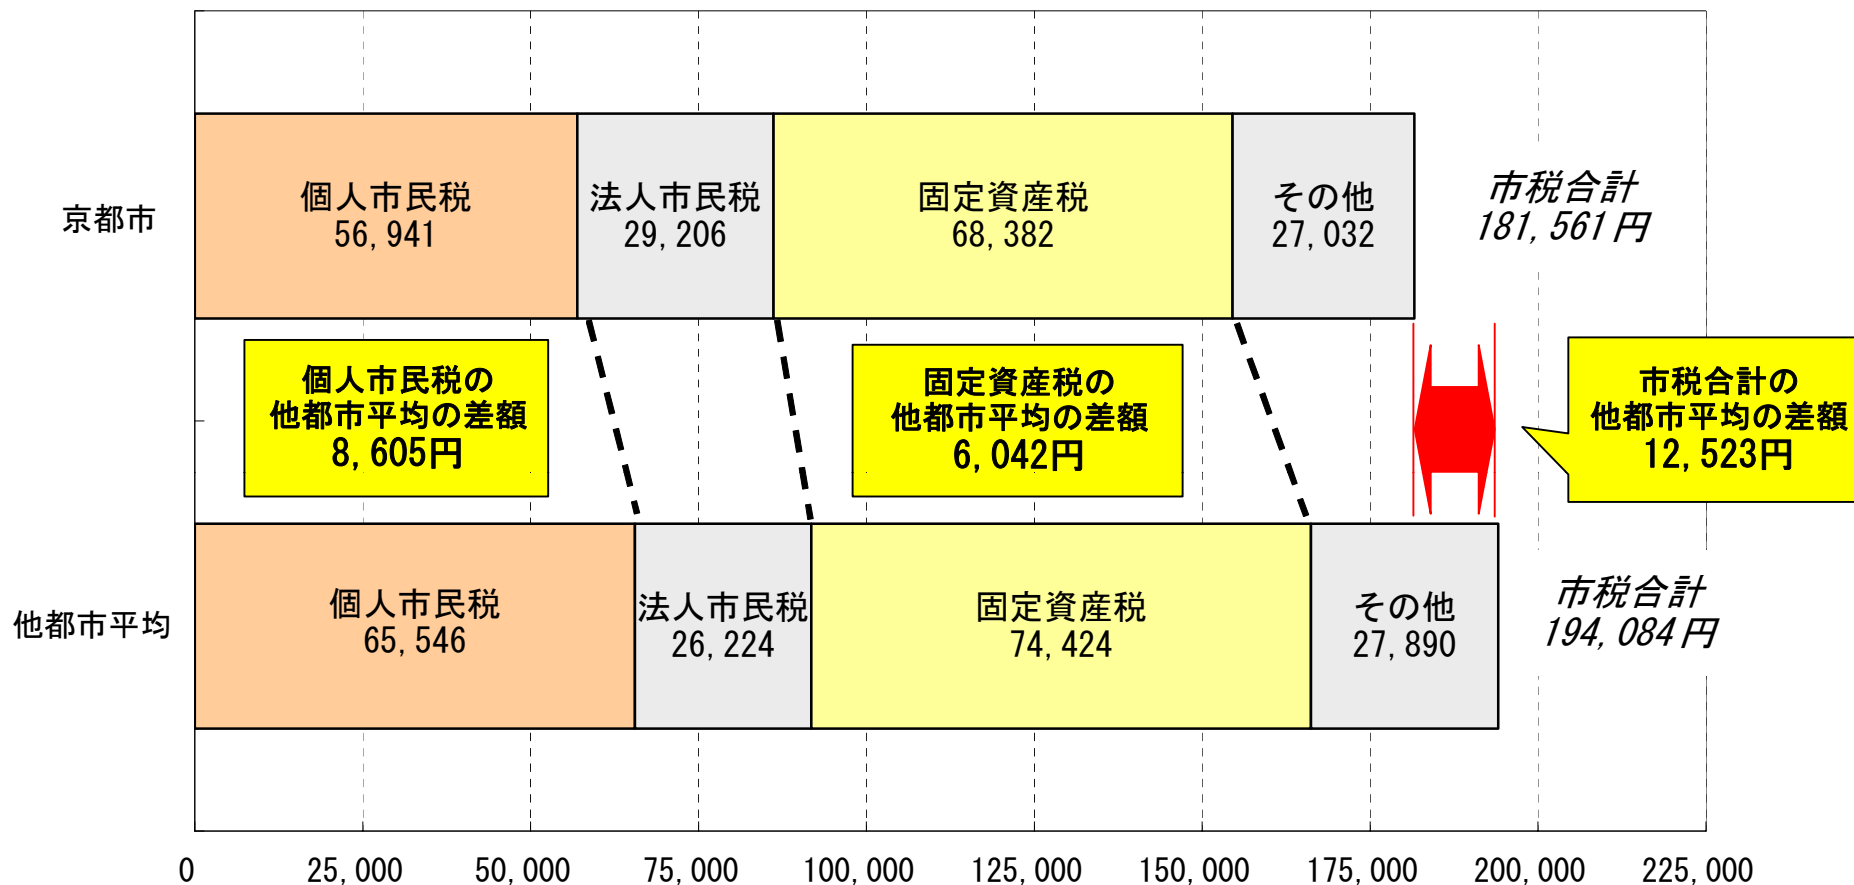 京都市
個人市民税
56,941
法人市民税
29,206
固定資産税
68,382
その他
27,032
市税合計
181,561円
個人市民税の
他都市平均の差額
8,605円
固定資産税の
他都市平均の差額
6,042円
市税合計の
他都市平均の差額
12,523円
他都市平均
個人市民税
65,546
法人市民税
26,224
固定資産税
74,424
その他
27,890
市税合計
194,084円
0 25,000 50,000 75,000 100,000 125,000 150,000 175,000 200,000 225,000